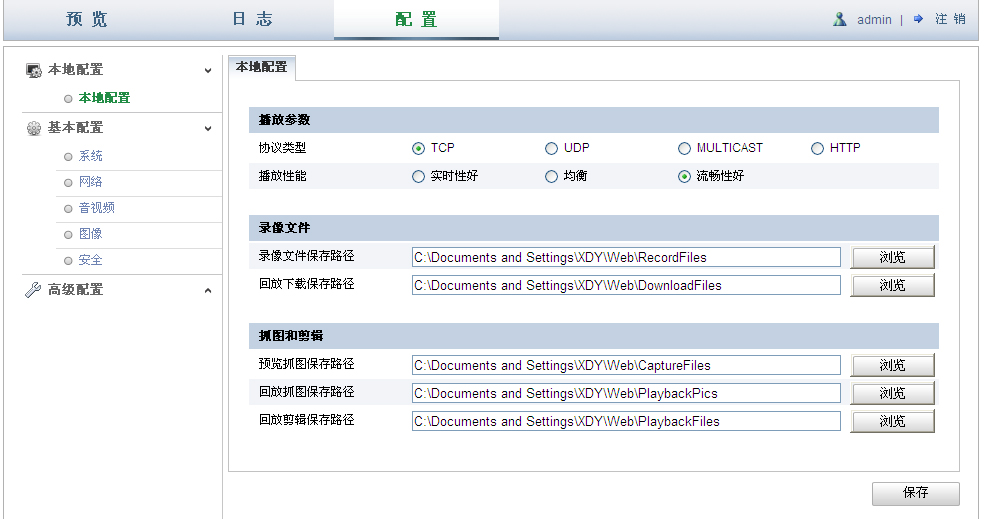 预 览 日 志 配 置 admin | 注 销
本地配置
本地配置
基本配置
系统
网络
音视频
图像
安全
高级配置
本地配置
播放参数
协议类型 TCP UDP MULTICAST HTTP
播放性能 实时性好 均衡 流畅性好
录像文件
录像文件保存路径 C:\Documents and Settings\XDY\Web\RecordFiles 浏览
回放下载保存路径 C:\Documents and Settings\XDY\Web\DownloadFiles 浏览
抓图和剪辑
预览抓图保存路径 C:\Documents and Settings\XDY\Web\CaptureFiles 浏览
回放抓图保存路径 C:\Documents and Settings\XDY\Web\PlaybackPics 浏览
回放剪辑保存路径 C:\Documents and Settings\XDY\Web\PlaybackFiles 浏览
保存